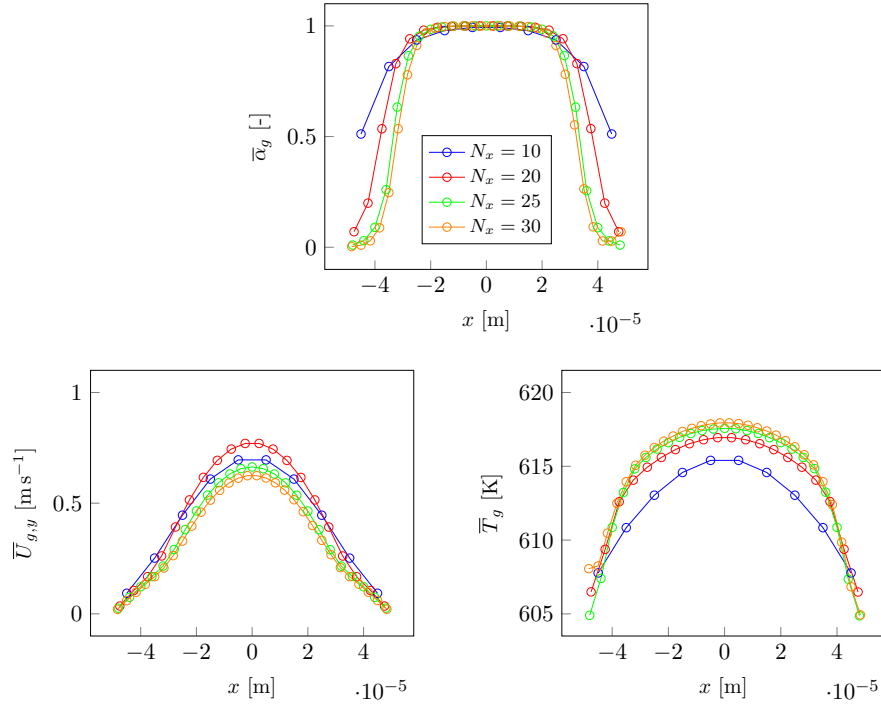 1
0.5
0
α̅_g [-]
N_x = 10
N_x = 20
N_x = 25
N_x = 30
−4 −2 0 2 4
x [m]
·10⁻⁵
1
0.5
0
U̅_{g,y} [m s⁻¹]
−4 −2 0 2 4
x [m]
·10⁻⁵
620
615
610
605
T̅_g [K]
−4 −2 0 2 4
x [m]
·10⁻⁵